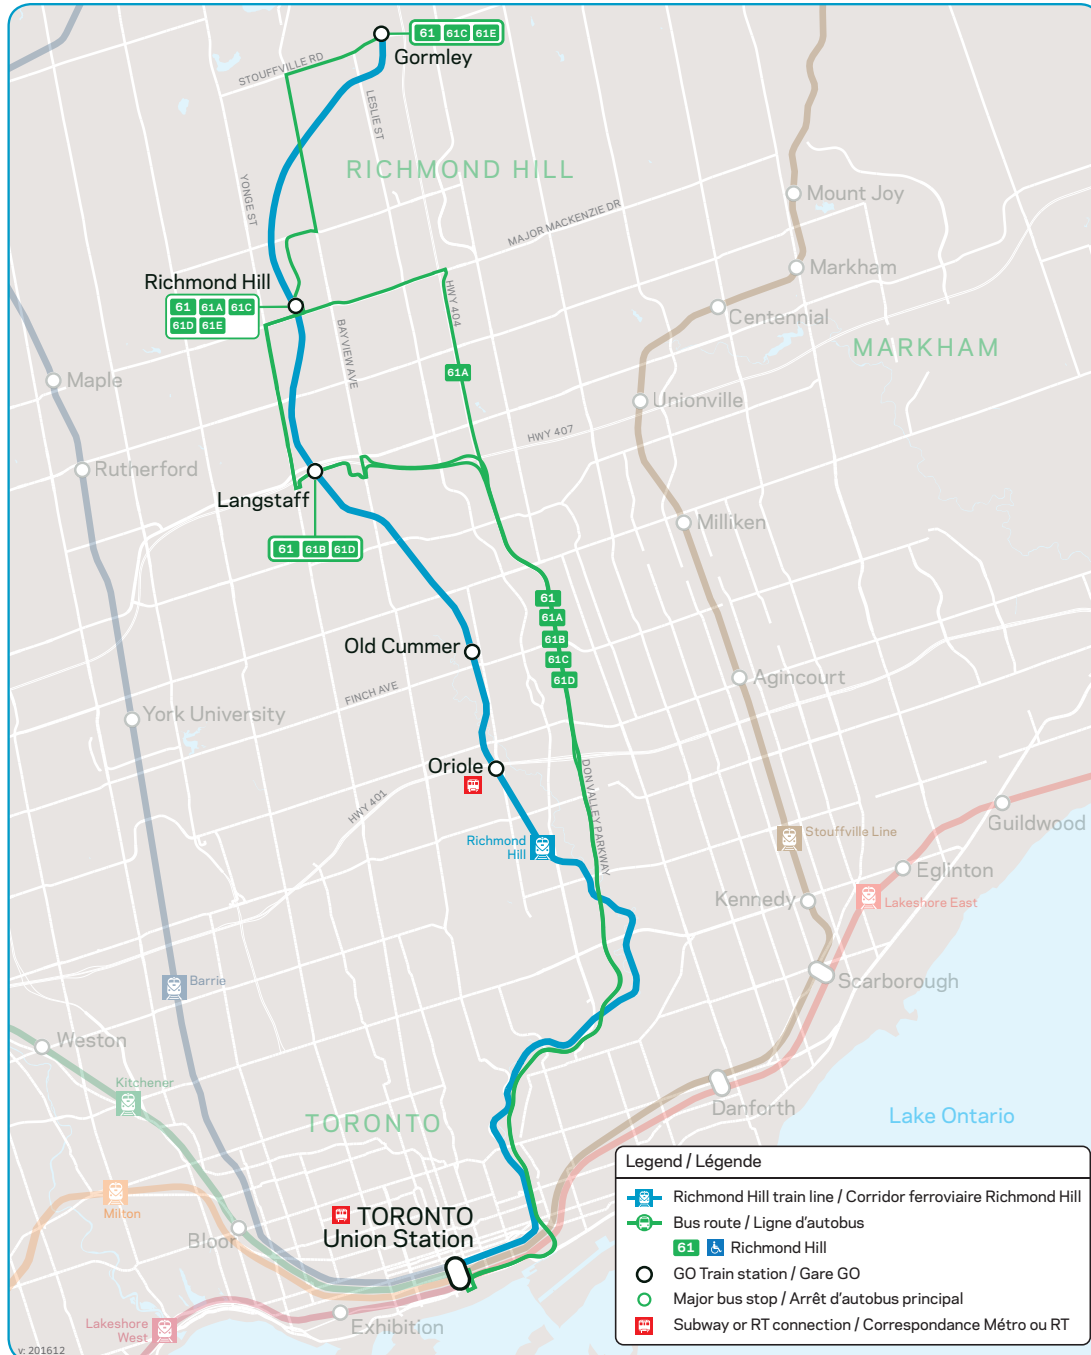 61 61C 61E
Gormley
STOUFFVILLE RD
LESLIE ST
RICHMOND HILL
YONGE ST
Mount Joy
MAJOR MACKENZIE DR
Markham
Richmond Hill
61 61A 61C
61D 61E
HWY 404
Centennial
BAYVIEW AVE
MARKHAM
61A
Maple
Unionville
HWY 407
Rutherford
Langstaff
Milliken
61 61B 61D
61
61A
61B
61C
61D
Old Cummer
Agincourt
FINCH AVE
York University
Oriole
DON VALLEY PARKWAY
HWY 401
Guildwood
Stouffville Line
Richmond
Hill
Eglinton
Kennedy
Lakeshore East
Barrie
Scarborough
Weston
Kitchener
Danforth
TORONTO
Lake Ontario
Legend / Légende
Richmond Hill train line / Corridor ferroviaire Richmond Hill
Bus route / Ligne d'autobus
61 Richmond Hill
GO Train station / Gare GO
Major bus stop / Arrêt d'autobus principal
Subway or RT connection / Correspondance Métro ou RT
Milton
TORONTO
Union Station
Bloor
Lakeshore
West
Exhibition
v: 201612